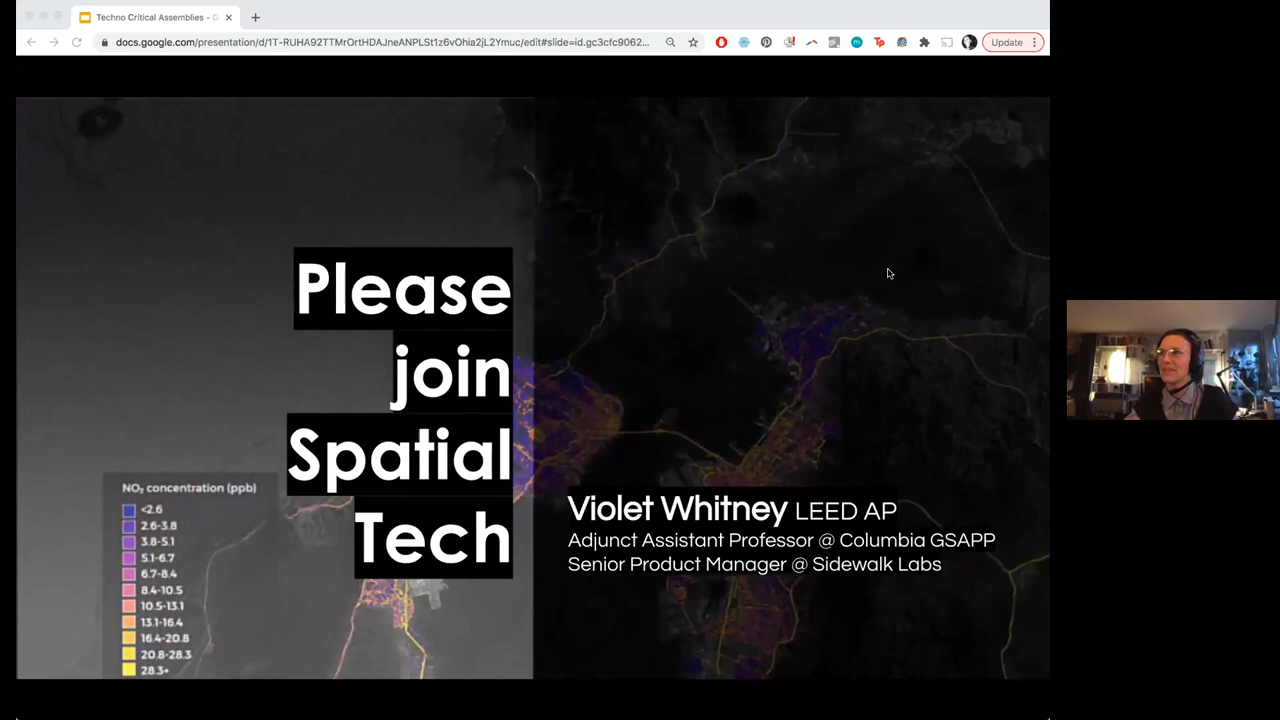 Techno Critical Assemblies - G
docs.google.com/presentation/d/1T-RUHA92TTMrOrtHDAJneANPLSt1z6vOhia2jL2Ymuc/edit#slide=id.gc3cfc9062...
Update
Please
join
Spatial
Tech
Violet Whitney LEED AP
Adjunct Assistant Professor @ Columbia GSAPP
Senior Product Manager @ Sidewalk Labs
NO₂ concentration (ppb)
<2.6
2.6-3.8
3.8-5.1
5.1-6.7
6.7-8.4
8.4-10.5
10.5-13.1
13.1-16.4
16.4-20.8
20.8-28.3
28.3+